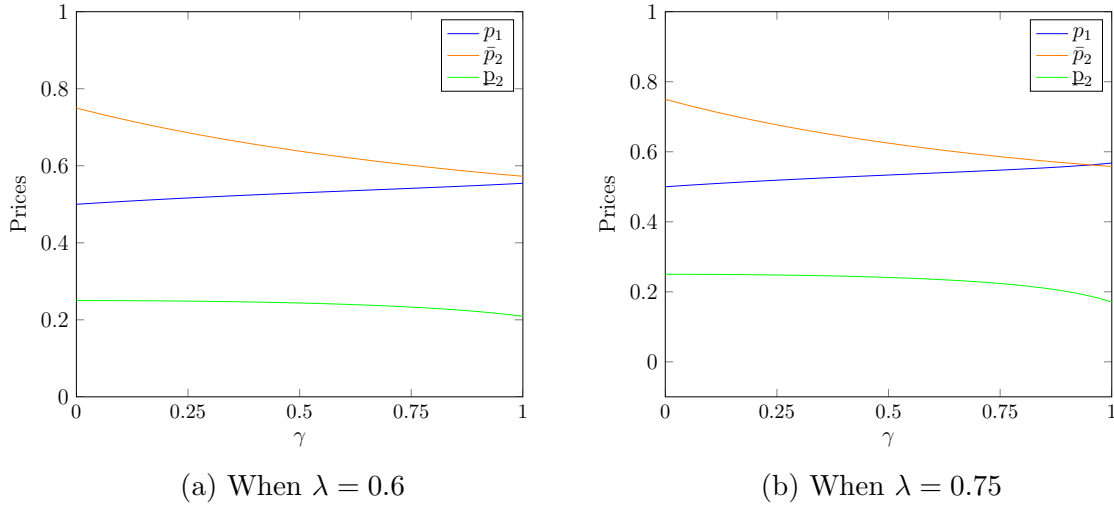 1
0.8
0.6
0.4
0.2
0
0 0.25 0.5 0.75 1
γ
Prices
p₁
p̄₂
p̲₂
(a) When λ = 0.6
1
0.8
0.6
0.4
0.2
0
0 0.25 0.5 0.75 1
γ
Prices
p₁
p̄₂
p̲₂
(b) When λ = 0.75